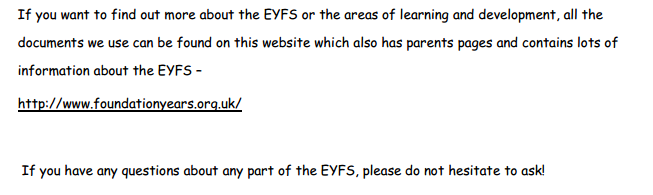 If you want to find out more about the EYFS or the areas of learning and development, all the
documents we use can be found on this website which also has parents pages and contains lots of
information about the EYFS –
http://www.foundationyears.org.uk/
If you have any questions about any part of the EYFS, please do not hesitate to ask!